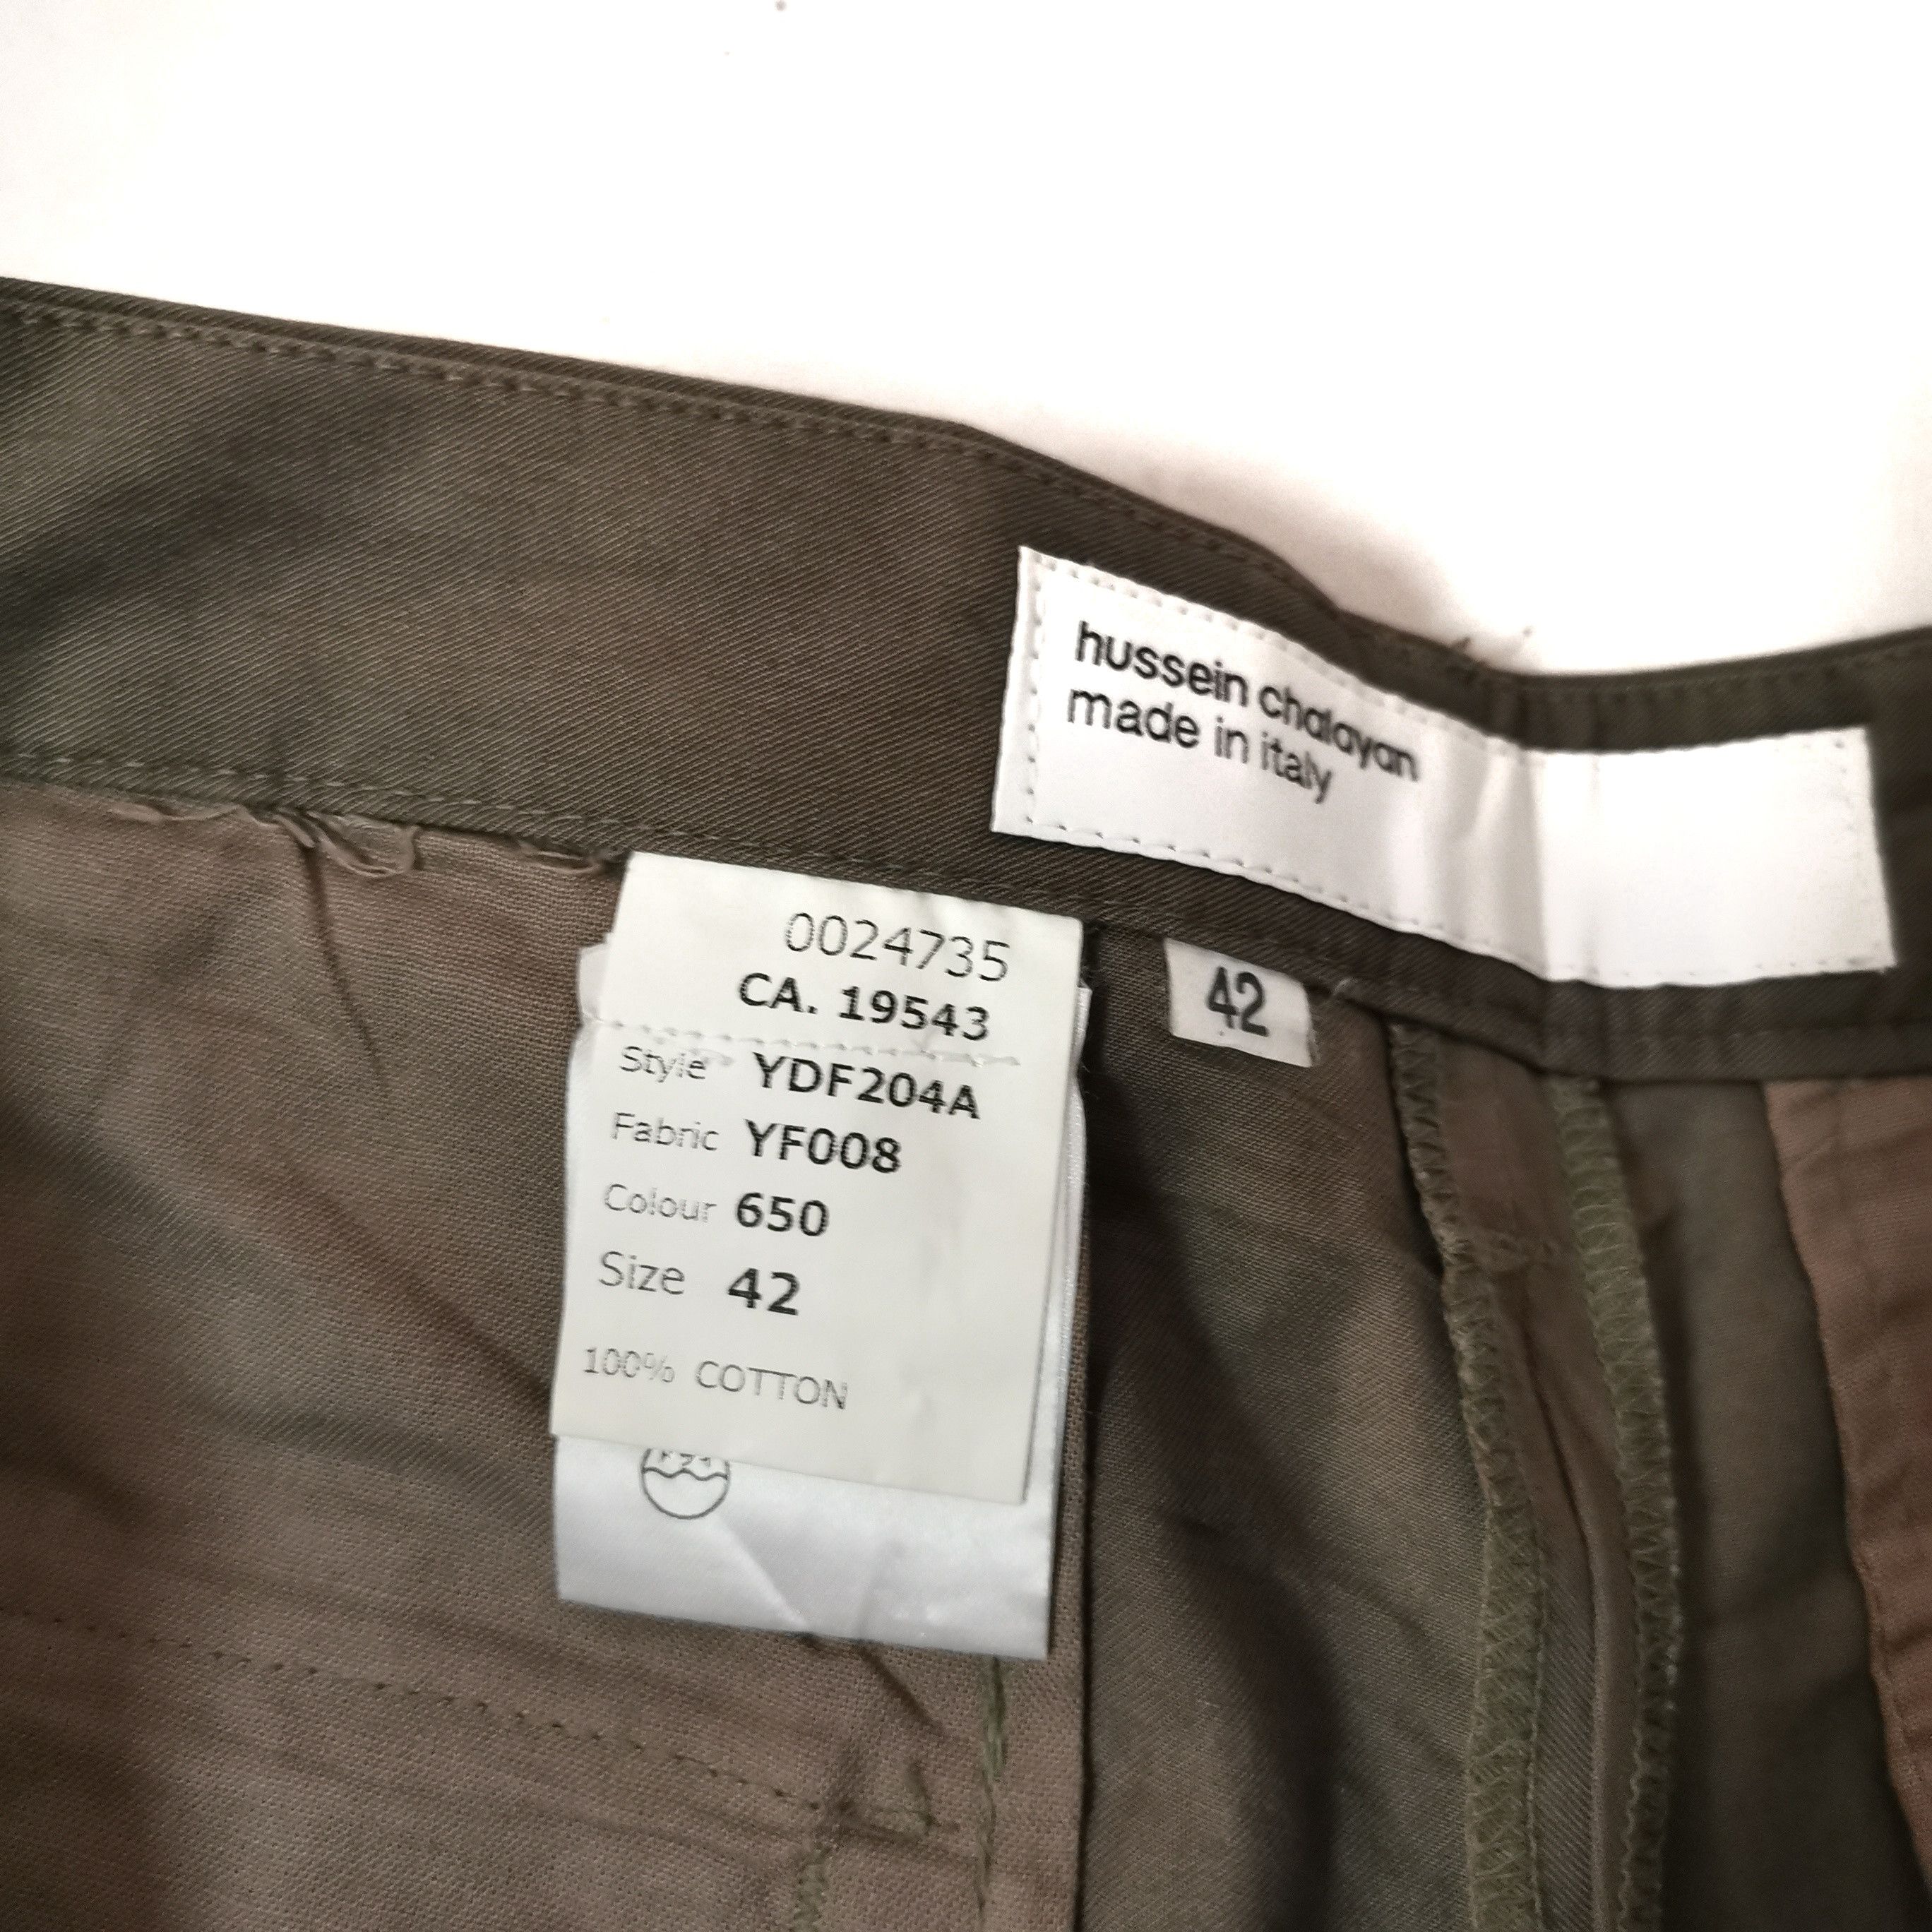 hussein chalayan
made in italy
42
0024735
CA. 19543
Style YDF204A
Fabric YF008
Colour 650
Size 42
100% COTTON